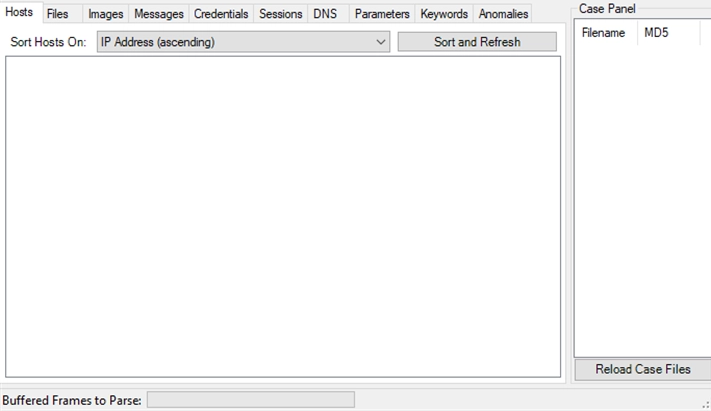 Hosts Files Images Messages Credentials Sessions DNS Parameters Keywords Anomalies
Case Panel
Sort Hosts On: IP Address (ascending) Sort and Refresh
Filename MD5
Reload Case Files
Buffered Frames to Parse: